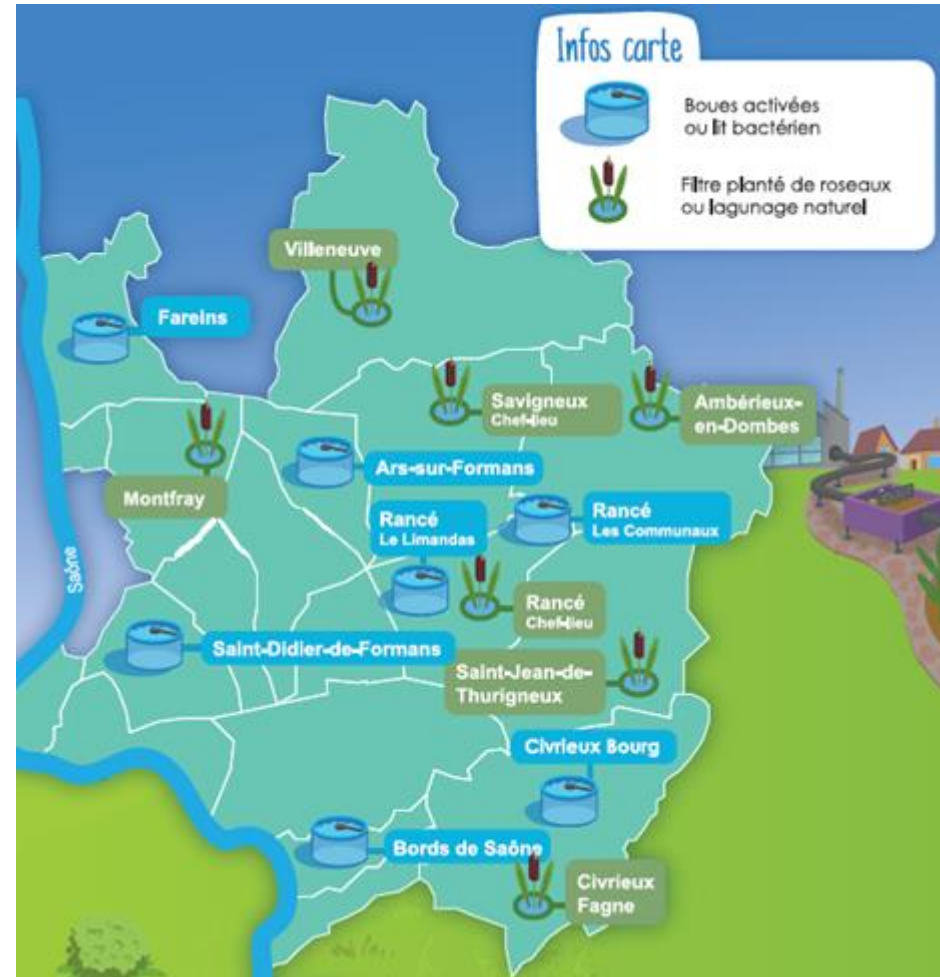 Infos carte
Boues activées
ou lit bactérien
Filtre planté de roseaux
ou lagunage naturel
Villeneuve
Fareins
Savigneux
Chef-lieu
Ambérieux-
en-Dombes
Ars-sur-Formans
Montfray
Rancé
Le Limandas
Rancé
Les Communaux
Saône
Rancé
Chef-lieu
Saint-Didier-de-Formans
Saint-Jean-de-
Thurigneux
Civrieux Bourg
Bords de Saône
Civrieux
Fagne